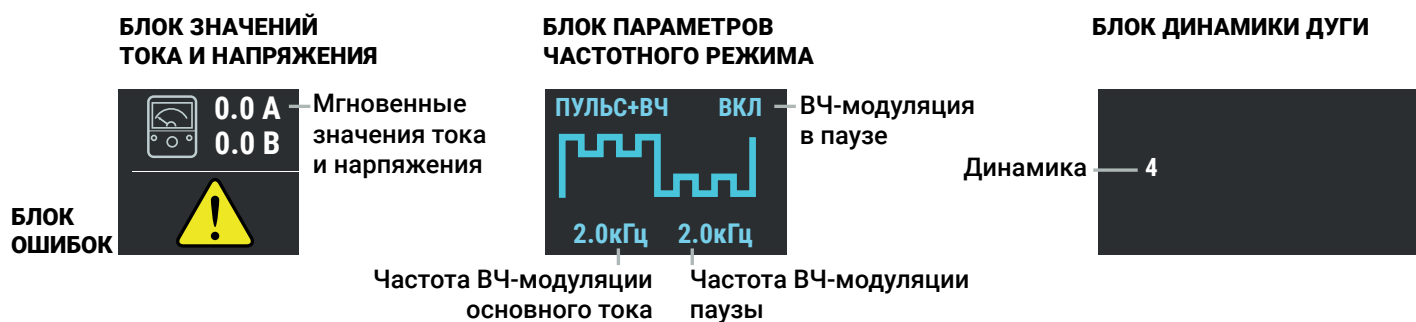 БЛОК ЗНАЧЕНИЙ
ТОКА И НАПРЯЖЕНИЯ
0.0 А
0.0 В
Мгновенные
значения тока
и нарпяжения
БЛОК
ОШИБОК
БЛОК ПАРАМЕТРОВ
ЧАСТОТНОГО РЕЖИМА
ПУЛЬС+ВЧ ВКЛ
ВЧ-модуляция
в паузе
2.0кГц 2.0кГц
Частота ВЧ-модуляции
основного тока
Частота ВЧ-модуляции
паузы
БЛОК ДИНАМИКИ ДУГИ
Динамика 4